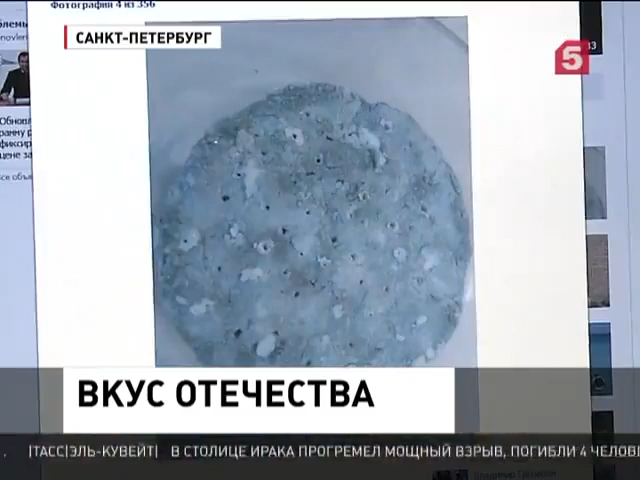 Фотография 4 из 356
САНКТ-ПЕТЕРБУРГ
5
ВКУС ОТЕЧЕСТВА
. |ТАСС|ЭЛЬ-КУВЕЙТ| В СТОЛИЦЕ ИРАКА ПРОГРЕМЕЛ МОЩНЫЙ ВЗРЫВ, ПОГИБЛИ 4 ЧЕЛОВ